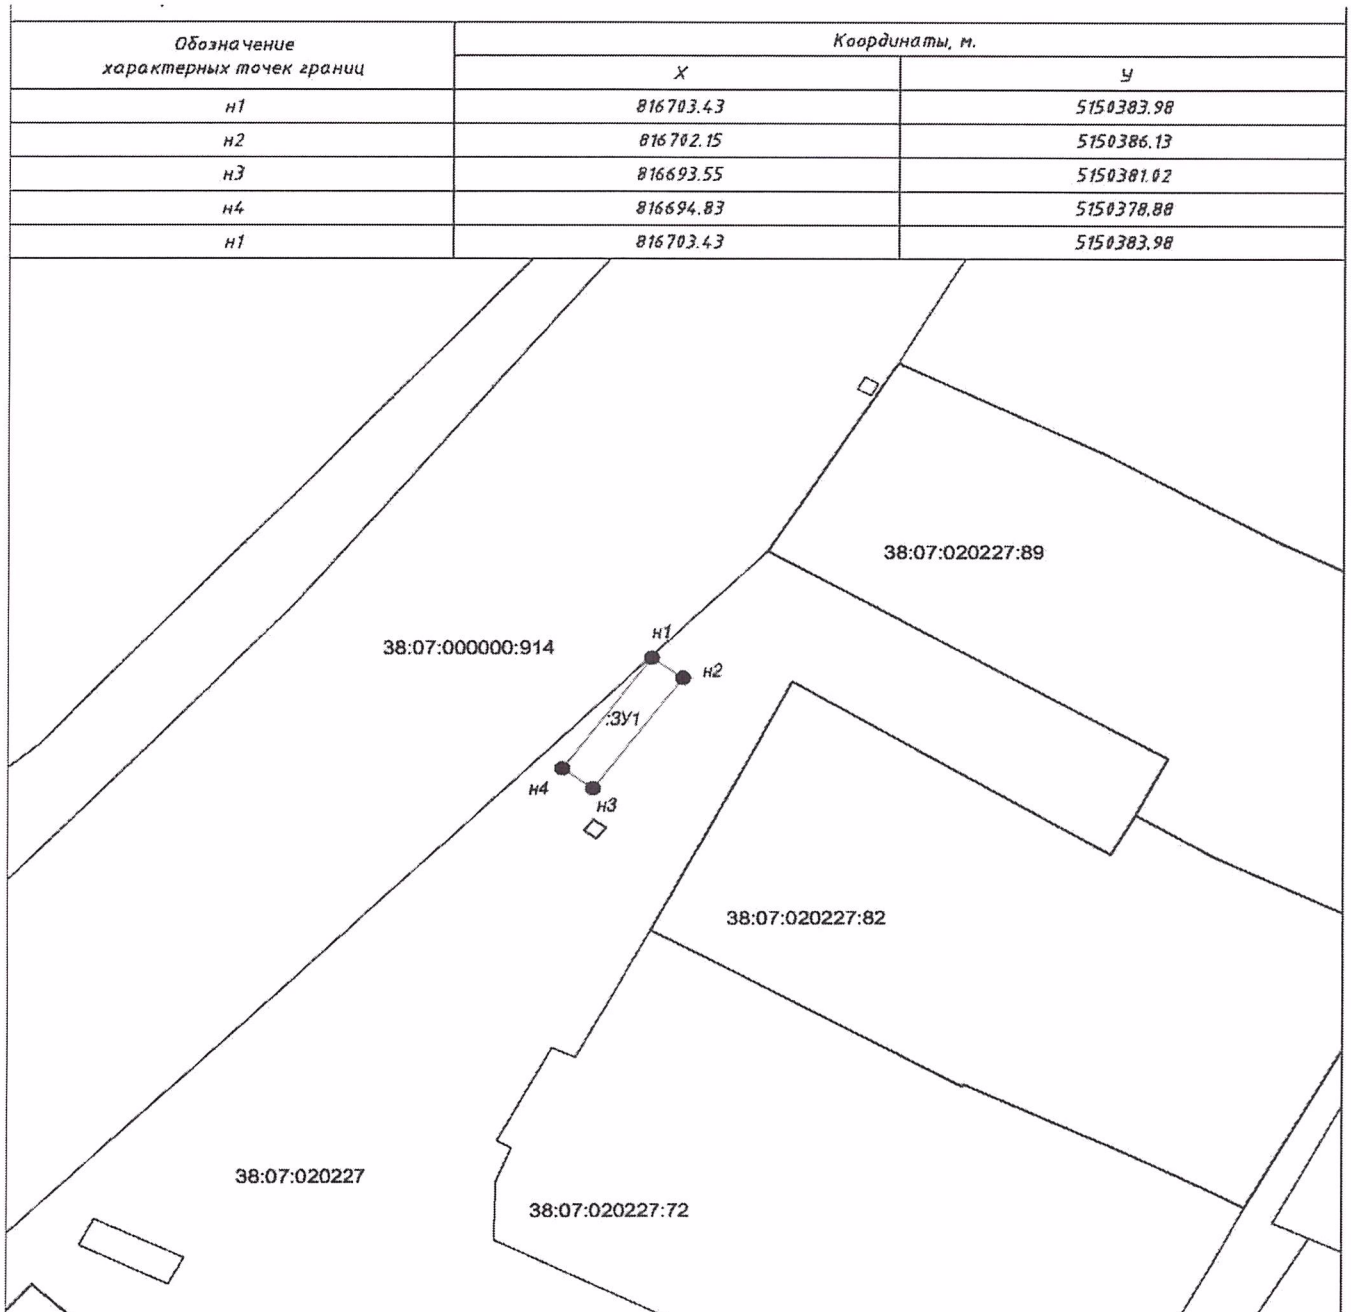 Обозначение
характерных точек границ
Координаты, м.
X
У
н1 816703.43 5150383.98
н2 816702.15 5150386.13
н3 816693.55 5150381.02
н4 816694.83 5150378.88
н1 816703.43 5150383.98
38:07:020227:89
н1
38:07:000000:914
н2
:ЗУ1
н4
н3
38:07:020227:82
38:07:020227
38:07:020227:72